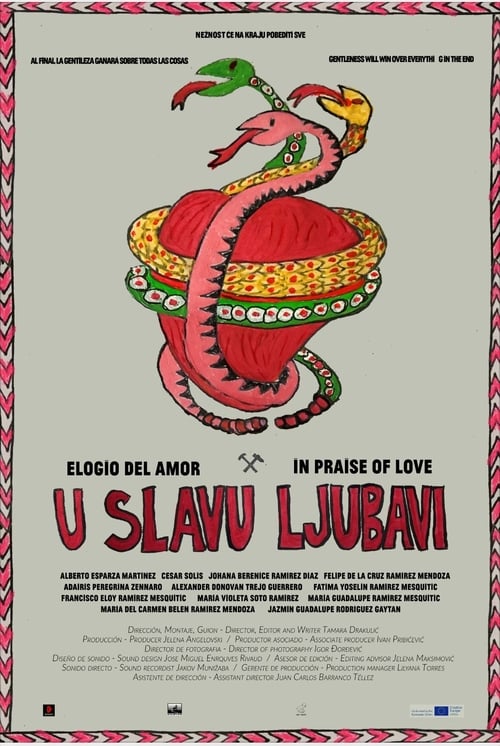 NEŽNOST ĆE NA KRAJU POBEDITI SVE
AL FINAL LA GENTILEZA GANARA SOBRE TODAS LAS COSAS
GENTLENESS WILL WIN OVER EVERYTHI G IN THE END
ELOGIO DEL AMOR
IN PRAISE OF LOVE
U SLAVU LJUBAVI
ALBERTO ESPARZA MARTINEZ CESAR SOLIS JOHANA BERENICE RAMIREZ DIAZ FELIPE DE LA CRUZ RAMIREZ MENDOZA
ADAIRIS PEREGRINA ZENNARO ALEXANDER DONOVAN TREJO GUERRERO FATIMA YOSELIN RAMIREZ MESQUITIC
FRANCISCO ELOY RAMIREZ MESQUITIC MARIA VIOLETA SOTO RAMIREZ MARIA GUADALUPE RAMIREZ MESQUITIC
MARIA DEL CARMEN BELEN RAMIREZ MENDOZA JAZMIN GUADALUPE RODRIGUEZ GAYTAN
DIRECCIÓN, MONTAJE, GUION - DIRECTOR, EDITOR AND WRITER TAMARA DRAKULIĆ
PRODUCCIÓN - PRODUCER JELENA ANGELOVSKI / PRODUCTOR ASOCIADO - ASSOCIATE PRODUCER IVAN PRIBIĆEVIĆ
DIRECTOR DE FOTOGRAFIA - DIRECTOR OF PHOTOGRAPHY IGOR ĐORĐEVIĆ
DISEÑO DE SONIDO - SOUND DESIGN JOSE MIGUEL ENRIQUVES RIVAUD / ASESOR DE EDICIÓN - EDITING ADVISOR JELENA MAKSIMOVIĆ
SONIDO DIRECTO - SOUND RECORDIST JAKOV MUNIŽABA / GERENTE DE PRODUCCIÓN - PRODUCTION MANAGER LILYANA TORRES
ASISTENTE DE DIRECCIÓN - ASSISTANT DIRECTOR JUAN CARLOS BARRANCO TÉLLEZ